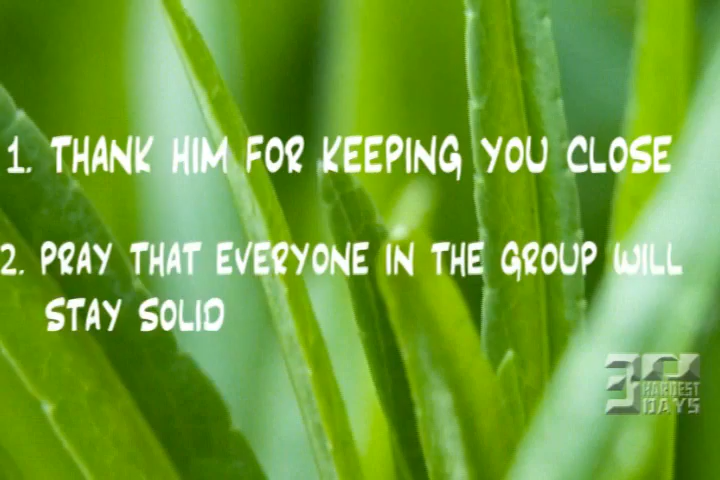 1. THANK HIM FOR KEEPING YOU CLOSE
2. PRAY THAT EVERYONE IN THE GROUP WILL
STAY SOLID
30
HARDEST
DAYS